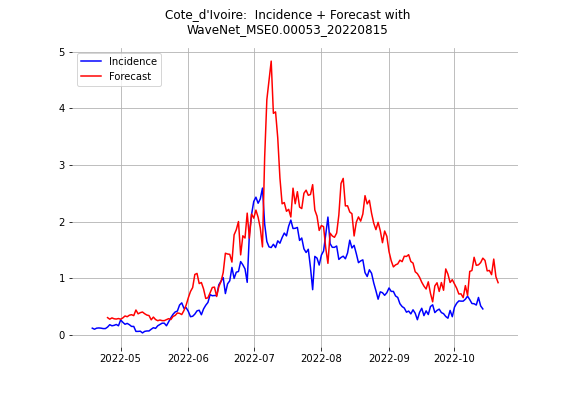 Cote_d'Ivoire:  Incidence + Forecast with
WaveNet_MSE0.00053_20220815
Incidence
Forecast
5
4
3
2
1
0
2022-05 2022-06 2022-07 2022-08 2022-09 2022-10